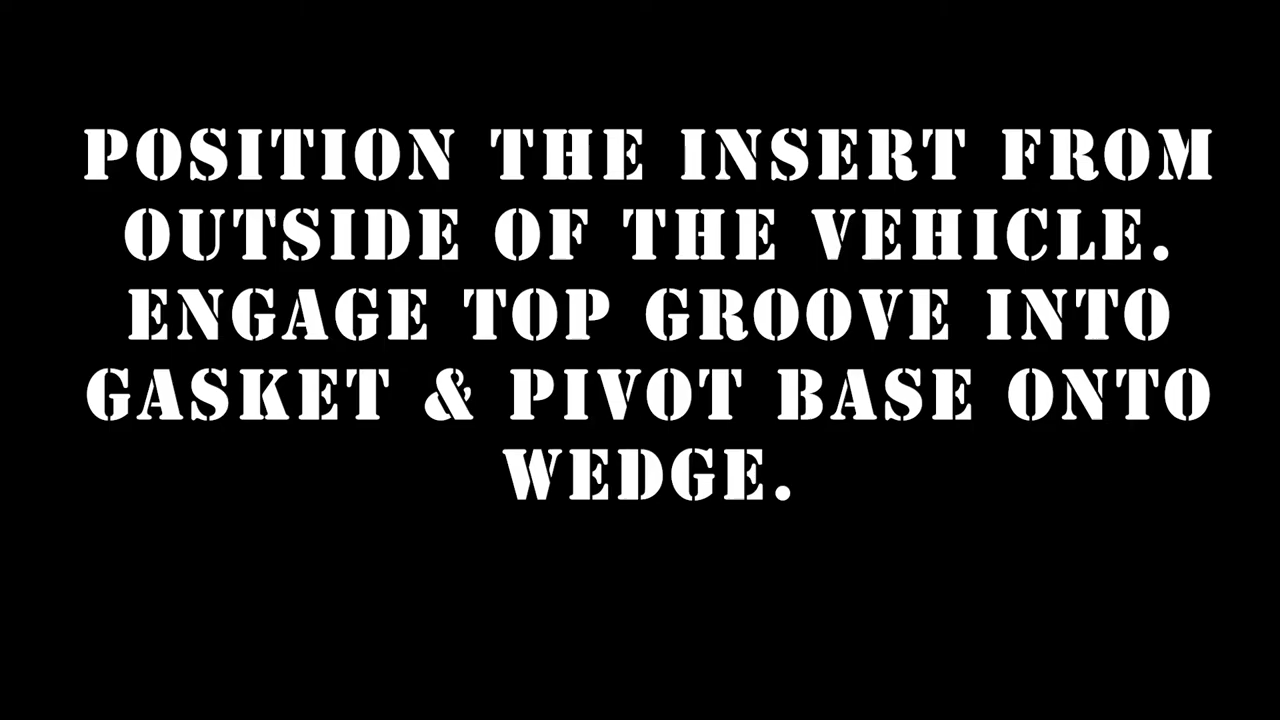 POSITION THE INSERT FROM
OUTSIDE OF THE VEHICLE.
ENGAGE TOP GROOVE INTO
GASKET & PIVOT BASE ONTO
WEDGE.